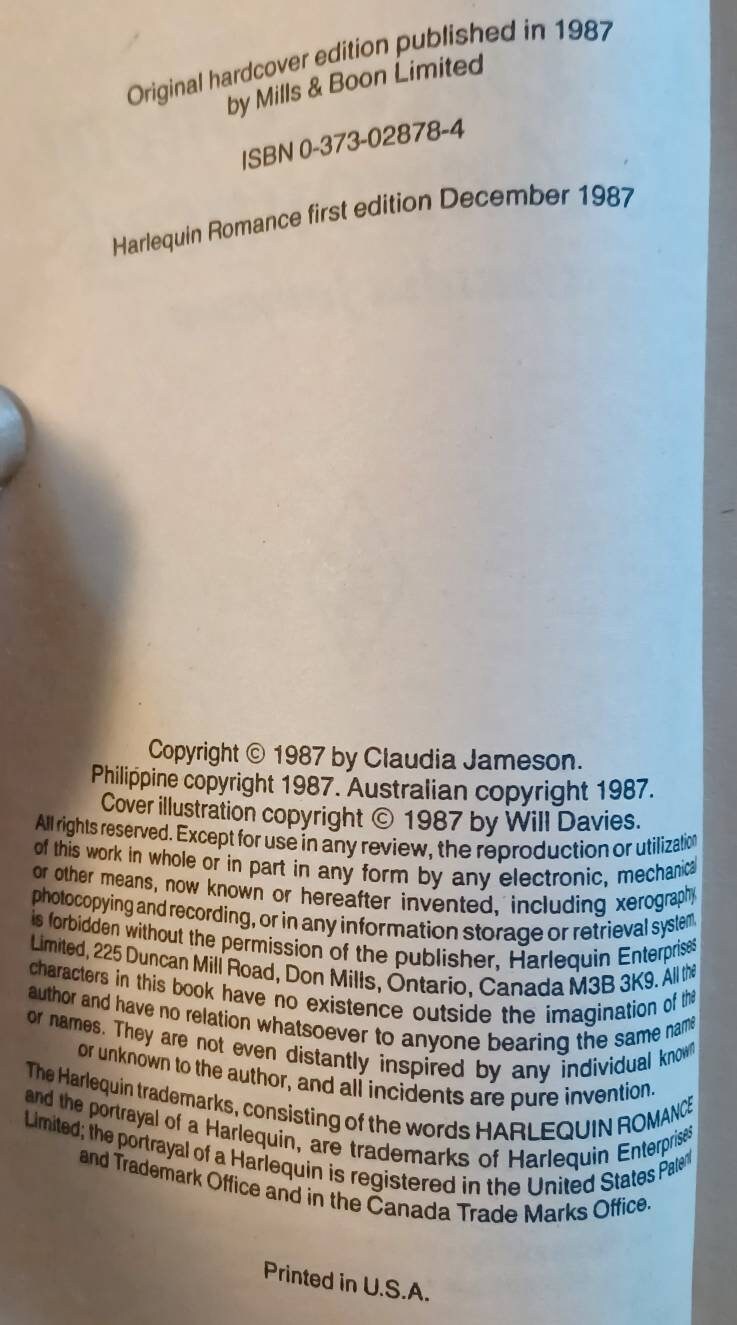 Original hardcover edition published in 1987
by Mills & Boon Limited
ISBN 0-373-02878-4
Harlequin Romance first edition December 1987
Copyright © 1987 by Claudia Jameson.
Philippine copyright 1987. Australian copyright 1987.
Cover illustration copyright © 1987 by Will Davies.
All rights reserved. Except for use in any review, the reproduction or utilization
of this work in whole or in part in any form by any electronic, mechanical
or other means, now known or hereafter invented, including xerography,
photocopying and recording, or in any information storage or retrieval system,
is forbidden without the permission of the publisher, Harlequin Enterprises
Limited, 225 Duncan Mill Road, Don Mills, Ontario, Canada M3B 3K9. All the
characters in this book have no existence outside the imagination of the
author and have no relation whatsoever to anyone bearing the same name
or names. They are not even distantly inspired by any individual known
or unknown to the author, and all incidents are pure invention.
The Harlequin trademarks, consisting of the words HARLEQUIN ROMANCE
and the portrayal of a Harlequin, are trademarks of Harlequin Enterprises
Limited; the portrayal of a Harlequin is registered in the United States Patent
and Trademark Office and in the Canada Trade Marks Office.
Printed in U.S.A.